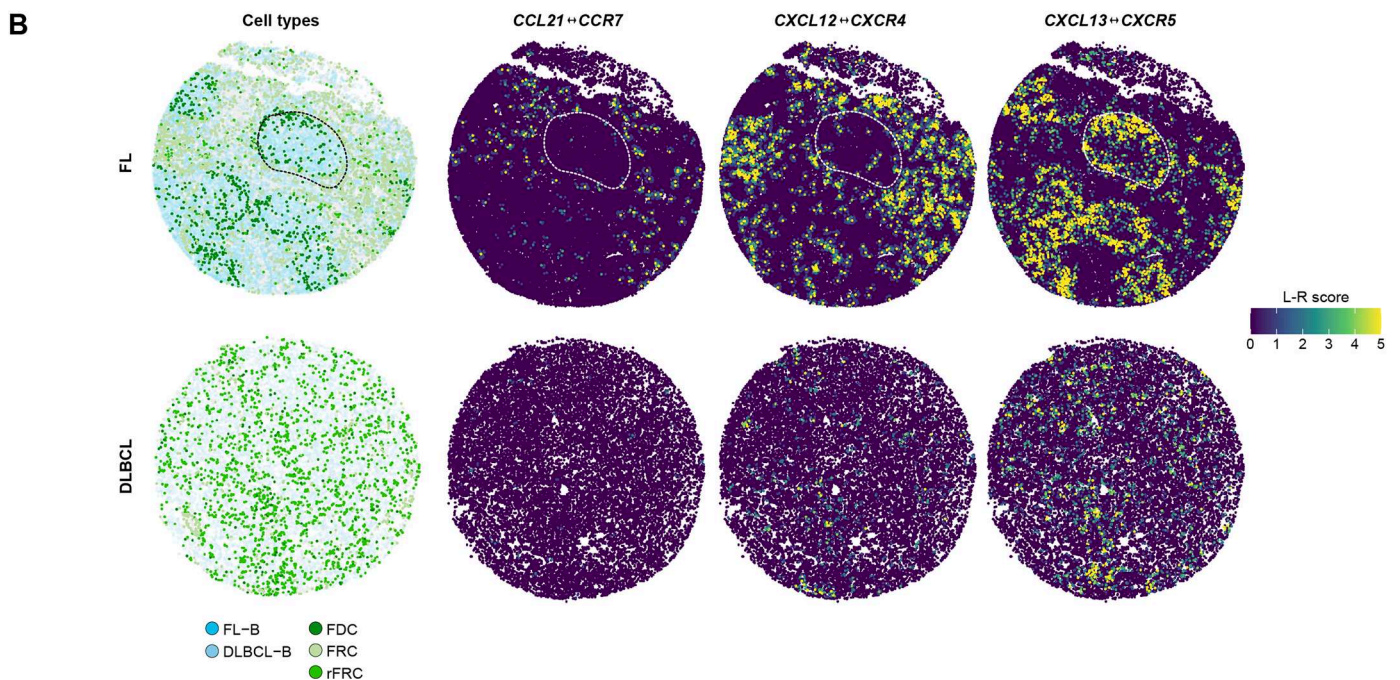 B
Cell types
CCL21↔CCR7
CXCL12↔CXCR4
CXCL13↔CXCR5
FL
L-R score
0 1 2 3 4 5
DLBCL
FL−B
DLBCL−B
FDC
FRC
rFRC